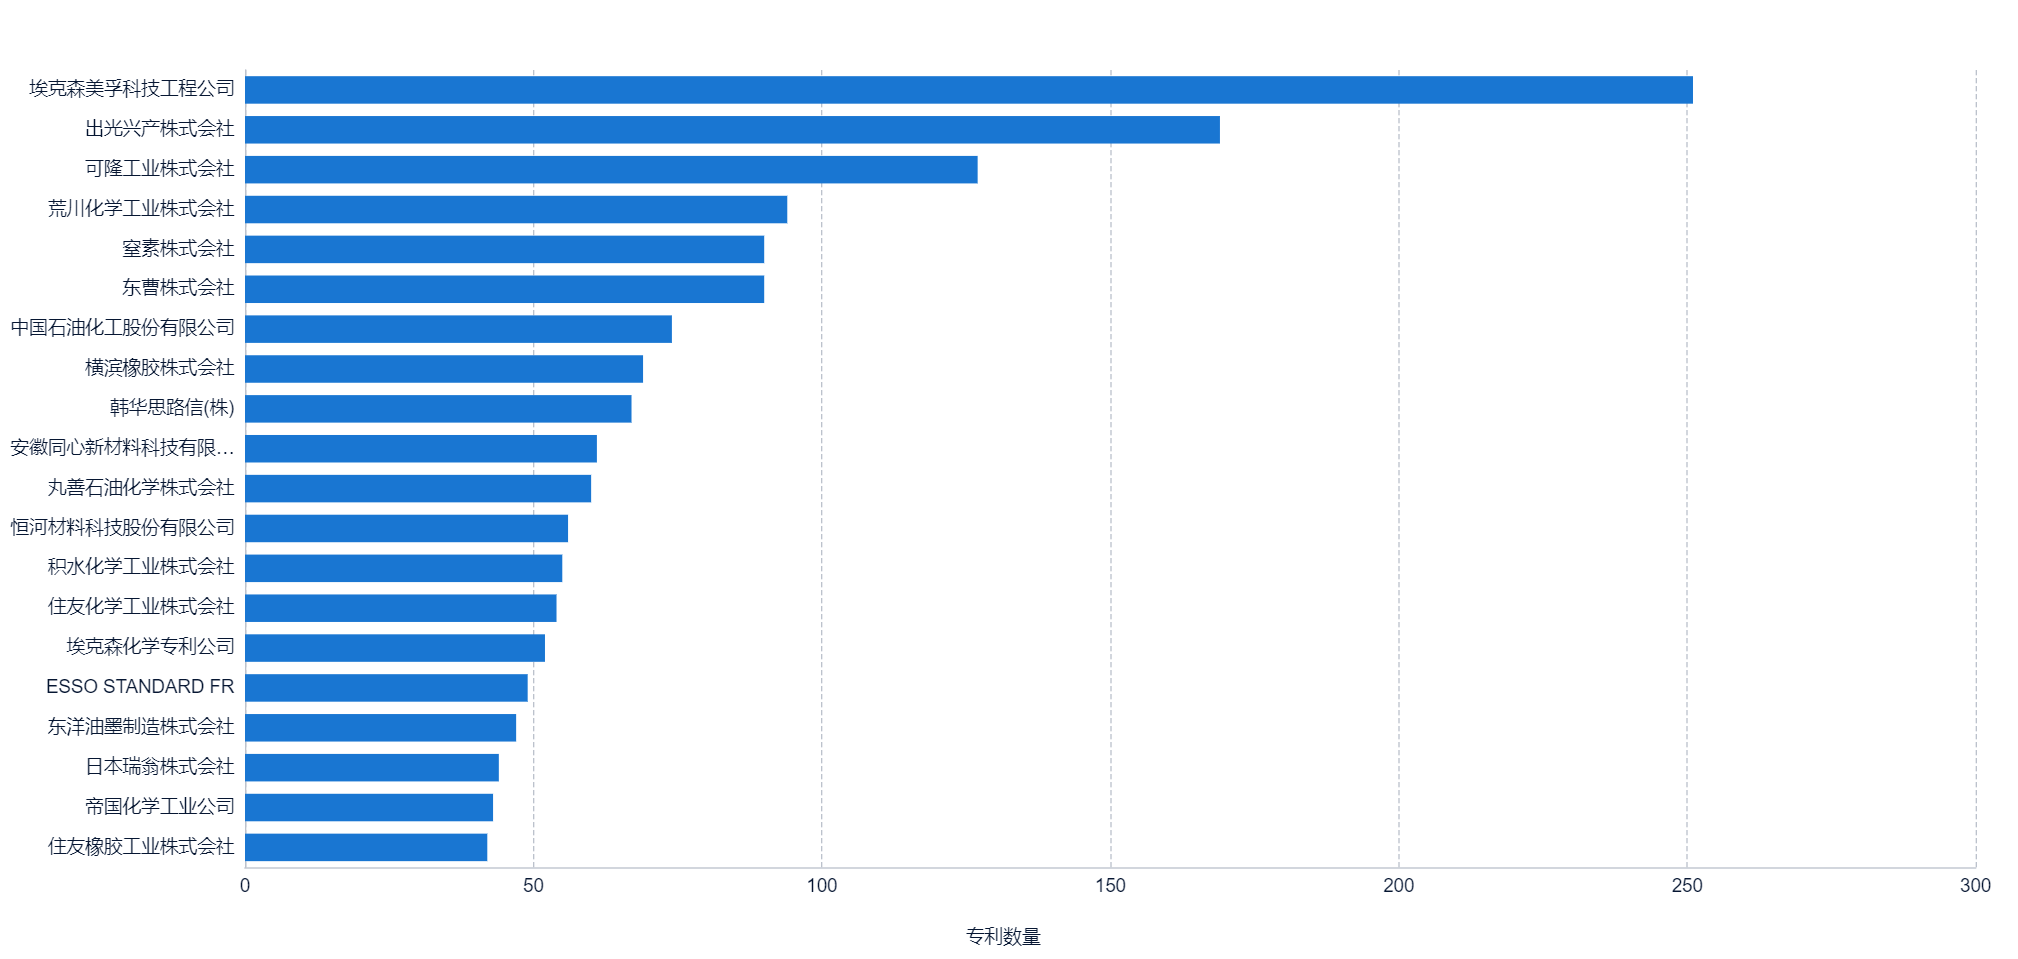 埃克森美孚科技工程公司
出光兴产株式会社
可隆工业株式会社
荒川化学工业株式会社
窒素株式会社
东曹株式会社
中国石油化工股份有限公司
横滨橡胶株式会社
韩华思路信(株)
安徽同心新材料科技有限...
丸善石油化学株式会社
恒河材料科技股份有限公司
积水化学工业株式会社
住友化学工业株式会社
埃克森化学专利公司
ESSO STANDARD FR
东洋油墨制造株式会社
日本瑞翁株式会社
帝国化学工业公司
住友橡胶工业株式会社
0 50 100 150 200 250 300
专利数量